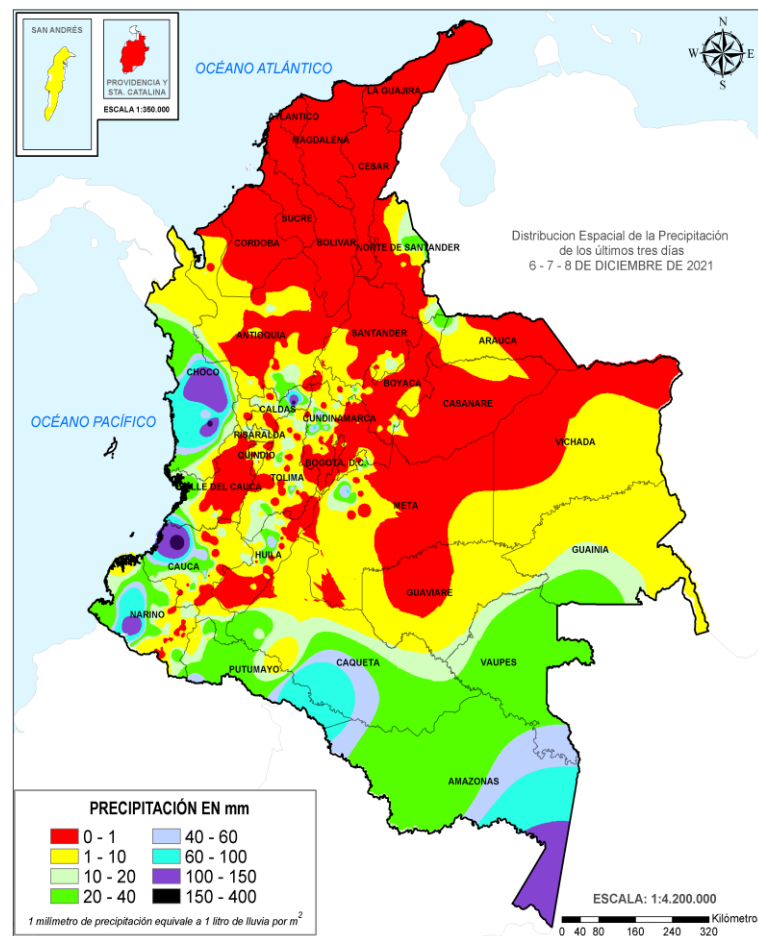 SAN ANDRÉS
PROVIDENCIA Y
STA. CATALINA
ESCALA 1:350.000
OCÉANO ATLÁNTICO
N
W
E
S
LA GUAJIRA
ATLANTICO
MAGDALENA
CESAR
SUCRE
CORDOBA
BOLIVAR
NORTE DE SANTANDER
Distribucion Espacial de la Precipitación
de los últimos tres días
6 - 7 - 8 DE DICIEMBRE DE 2021
ANTIOQUIA
SANTANDER
ARAUCA
CHOCO
BOYACA
CASANARE
CALDAS
CUNDINAMARCA
OCÉANO PACÍFICO
RISARALDA
VICHADA
QUINDIO
BOGOTA, D.C.
TOLIMA
VALLE DEL CAUCA
META
GUAINIA
HUILA
CAUCA
GUAVIARE
NARINO
CAQUETA
VAUPES
PUTUMAYO
AMAZONAS
PRECIPITACIÓN EN mm
0 - 1
40 - 60
1 - 10
60 - 100
10 - 20
100 - 150
20 - 40
150 - 400
1 milímetro de precipitación equivale a 1 litro de lluvia por m²
ESCALA: 1:4.200.000
Kilómetros
0 40 80 160 240 320